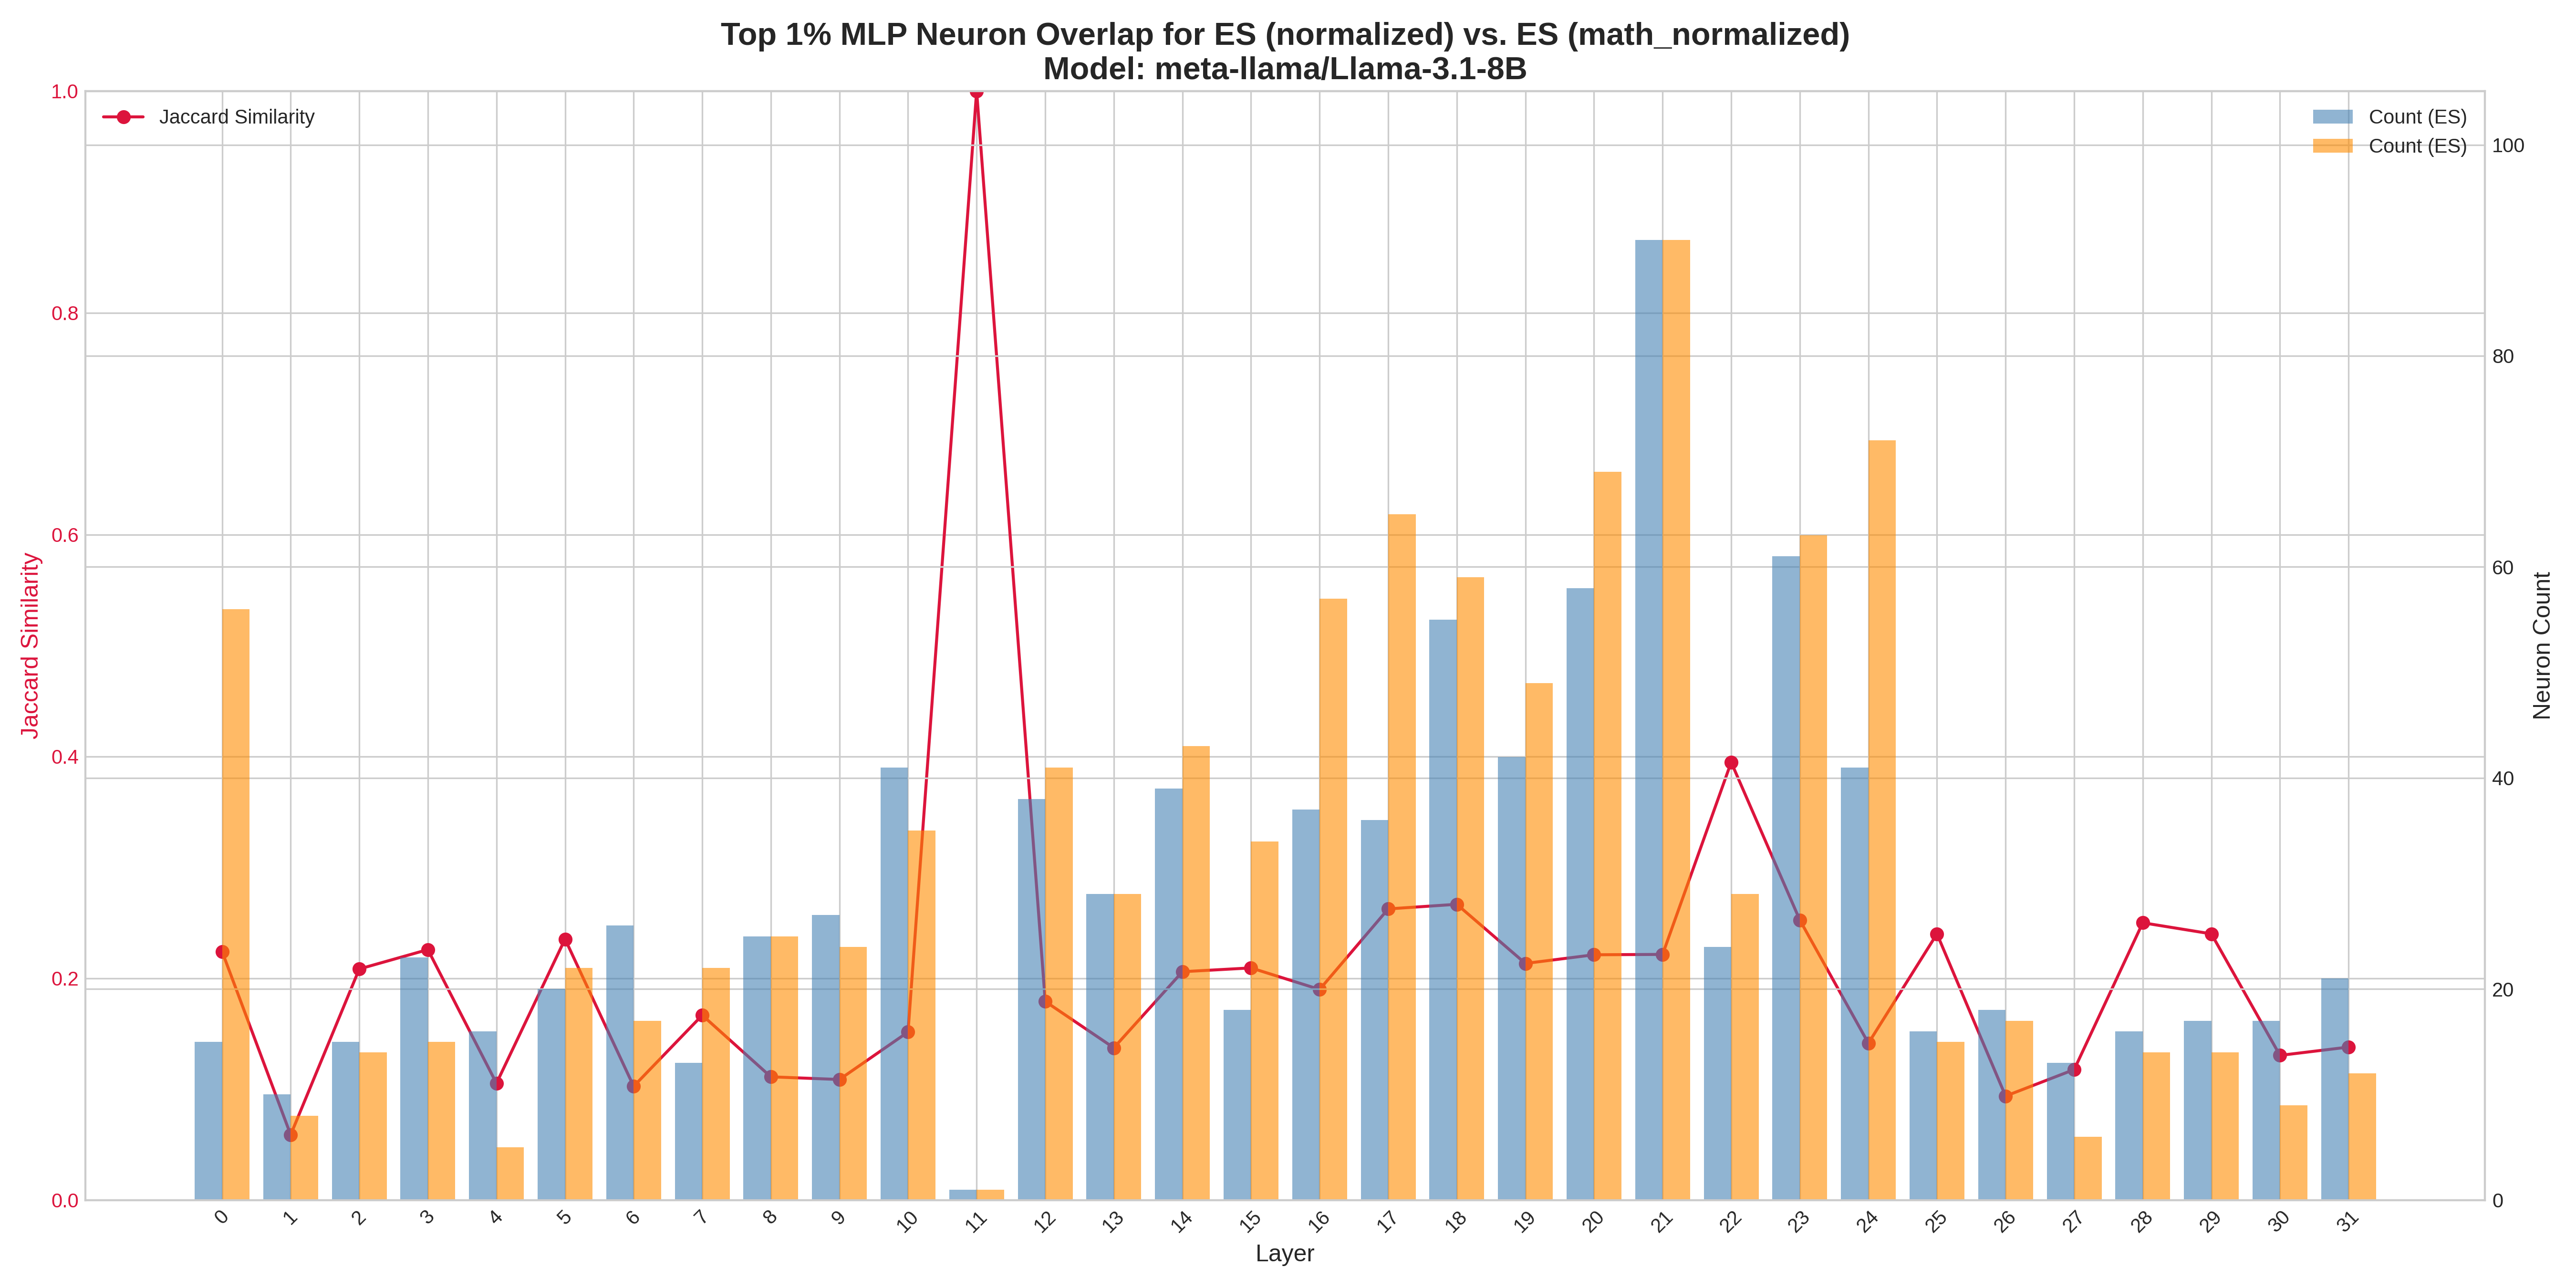 Top 1% MLP Neuron Overlap for ES (normalized) vs. ES (math_normalized)
Model: meta-llama/Llama-3.1-8B
Jaccard Similarity
Count (ES)
Count (ES)
1.0
0.8
0.6
0.4
0.2
0.0
Jaccard Similarity
100
80
60
40
20
0
Neuron Count
0 1 2 3 4 5 6 7 8 9 10 11 12 13 14 15 16 17 18 19 20 21 22 23 24 25 26 27 28 29 30 31
Layer